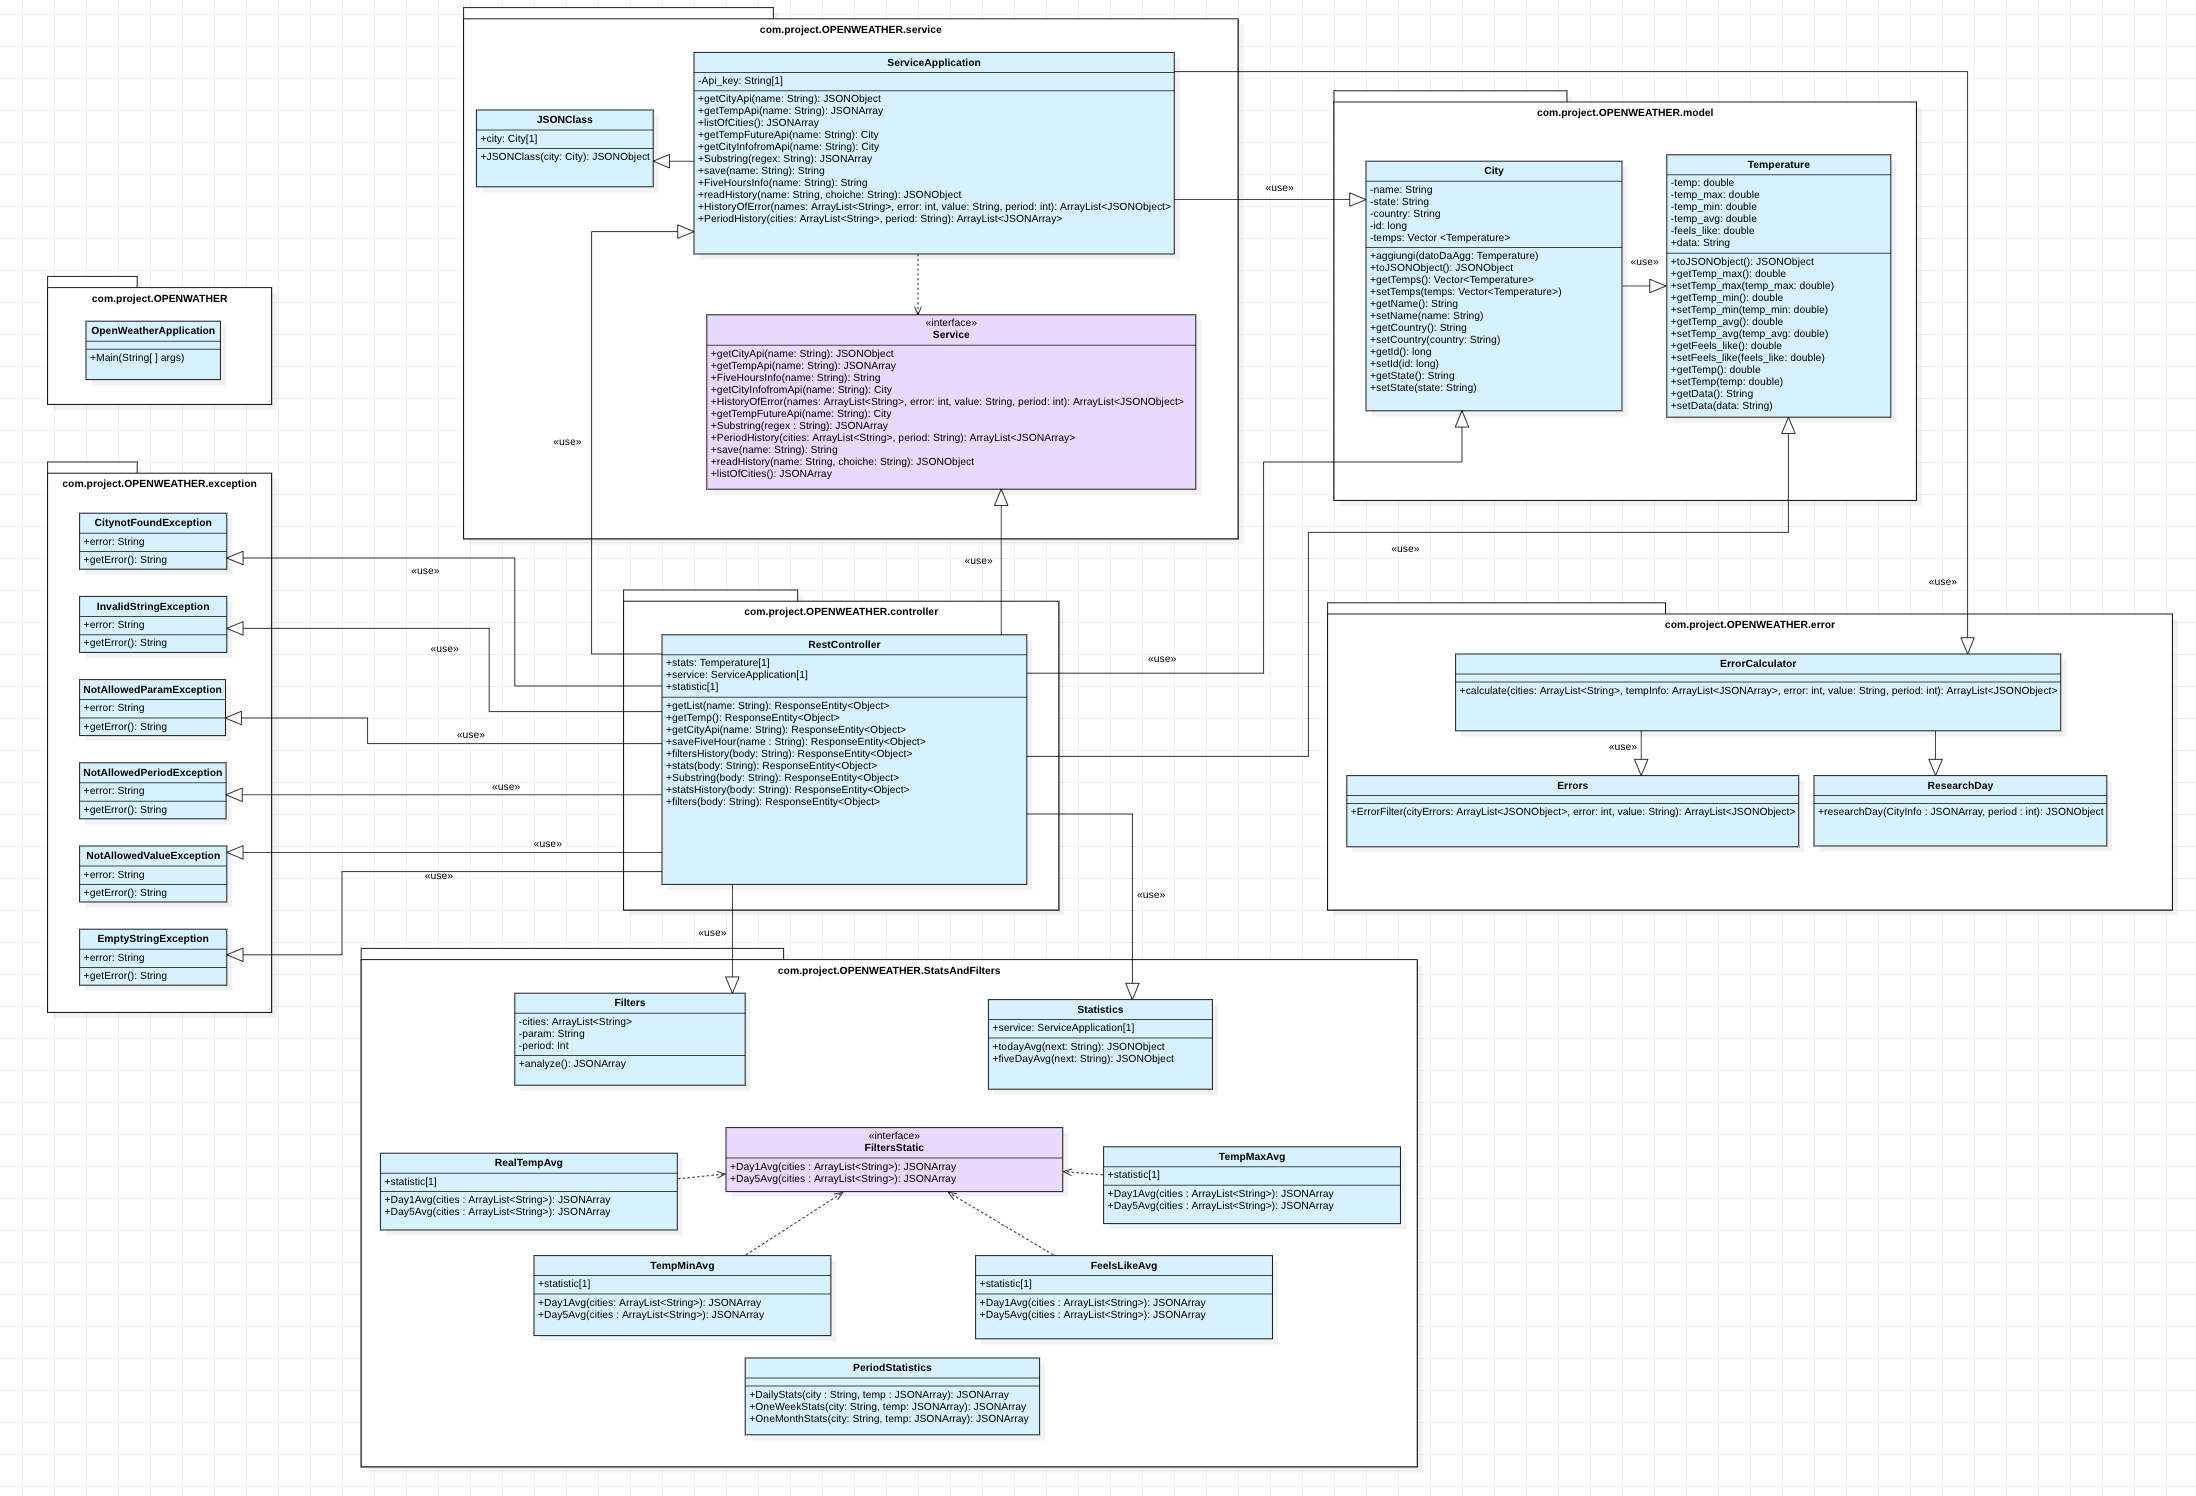 com.project.OPENWEATHER.service
ServiceApplication
-Api_key: String[1]
+getCityApi(name: String): JSONObject
+getTempApi(name: String): JSONArray
+listOfCities(): JSONArray
+getTempFutureApi(name: String): City
+getCityInfofromApi(name: String): City
+Substring(regex: String): JSONArray
+save(name: String): String
+FiveHoursInfo(name: String): String
+readHistory(name: String, choiche: String): JSONObject
+HistoryOfError(names: ArrayList<String>, error: int, value: String, period: int): ArrayList<JSONObject>
+PeriodHistory(cities: ArrayList<String>, period: String): ArrayList<JSONArray>
JSONClass
+city: City[1]
+JSONClass(city: City): JSONObject
«interface»
Service
+getCityApi(name: String): JSONObject
+getTempApi(name: String): JSONArray
+FiveHoursInfo(name: String): String
+getCityInfofromApi(name: String): City
+HistoryOfError(names: ArrayList<String>, error: int, value: String, period: int): ArrayList<JSONObject>
+getTempFutureApi(name: String): City
+Substring(regex : String): JSONArray
+PeriodHistory(cities: ArrayList<String>, period: String): ArrayList<JSONArray>
+save(name: String): String
+readHistory(name: String, choiche: String): JSONObject
+listOfCities(): JSONArray
«use»
«use»
«use»
com.project.OPENWEATHER.model
City
-name: String
-state: String
-country: String
-id: long
-temps: Vector <Temperature>
+aggiungi(datoDaAgg: Temperature)
+toJSONObject(): JSONObject
+getTemps(): Vector<Temperature>
+setTemps(temps: Vector<Temperature>)
+getName(): String
+setName(name: String)
+getCountry(): String
+setCountry(country: String)
+getId(): long
+setId(id: long)
+getState(): String
+setState(state: String)
«use»
Temperature
-temp: double
-temp_max: double
-temp_min: double
-temp_avg: double
-feels_like: double
+data: String
+toJSONObject(): JSONObject
+getTemp_max(): double
+setTemp_max(temp_max: double)
+getTemp_min(): double
+setTemp_min(temp_min: double)
+getTemp_avg(): double
+setTemp_avg(temp_avg: double)
+getFeels_like(): double
+setFeels_like(feels_like: double)
+getTemp(): double
+setTemp(temp: double)
+getData(): String
+setData(data: String)
com.project.OPENWATHER
OpenWeatherApplication
+Main(String[ ] args)
com.project.OPENWEATHER.exception
CitynotFoundException
+error: String
+getError(): String
InvalidStringException
+error: String
+getError(): String
NotAllowedParamException
+error: String
+getError(): String
NotAllowedPeriodException
+error: String
+getError(): String
NotAllowedValueException
+error: String
+getError(): String
EmptyStringException
+error: String
+getError(): String
«use»
«use»
«use»
«use»
«use»
«use»
com.project.OPENWEATHER.controller
RestController
+stats: Temperature[1]
+service: ServiceApplication[1]
+statistic[1]
+getList(name: String): ResponseEntity<Object>
+getTemp(): ResponseEntity<Object>
+getCityApi(name: String): ResponseEntity<Object>
+saveFiveHour(name : String): ResponseEntity<Object>
+filtersHistory(body: String): ResponseEntity<Object>
+stats(body: String): ResponseEntity<Object>
+Substring(body: String): ResponseEntity<Object>
+statsHistory(body: String): ResponseEntity<Object>
+filters(body: String): ResponseEntity<Object>
«use»
«use»
«use»
«use»
«use»
com.project.OPENWEATHER.error
ErrorCalculator
+calculate(cities: ArrayList<String>, tempInfo: ArrayList<JSONArray>, error: int, value: String, period: int): ArrayList<JSONObject>
«use»
Errors
+ErrorFilter(cityErrors: ArrayList<JSONObject>, error: int, value: String): ArrayList<JSONObject>
ResearchDay
+researchDay(CityInfo : JSONArray, period : int): JSONObject
com.project.OPENWEATHER.StatsAndFilters
Filters
-cities: ArrayList<String>
-param: String
-period: Int
+analyze(): JSONArray
Statistics
+service: ServiceApplication[1]
+todayAvg(next: String): JSONObject
+fiveDayAvg(next: String): JSONObject
«interface»
FiltersStatic
+Day1Avg(cities : ArrayList<String>): JSONArray
+Day5Avg(cities : ArrayList<String>): JSONArray
RealTempAvg
+statistic[1]
+Day1Avg(cities : ArrayList<String>): JSONArray
+Day5Avg(cities : ArrayList<String>): JSONArray
TempMaxAvg
+statistic[1]
+Day1Avg(cities : ArrayList<String>): JSONArray
+Day5Avg(cities : ArrayList<String>): JSONArray
TempMinAvg
+statistic[1]
+Day1Avg(cities: ArrayList<String>): JSONArray
+Day5Avg(cities : ArrayList<String>): JSONArray
FeelsLikeAvg
+statistic[1]
+Day1Avg(cities : ArrayList<String>): JSONArray
+Day5Avg(cities : ArrayList<String>): JSONArray
PeriodStatistics
+DailyStats(city : String, temp : JSONArray): JSONArray
+OneWeekStats(city: String, temp: JSONArray): JSONArray
+OneMonthStats(city: String, temp: JSONArray): JSONArray